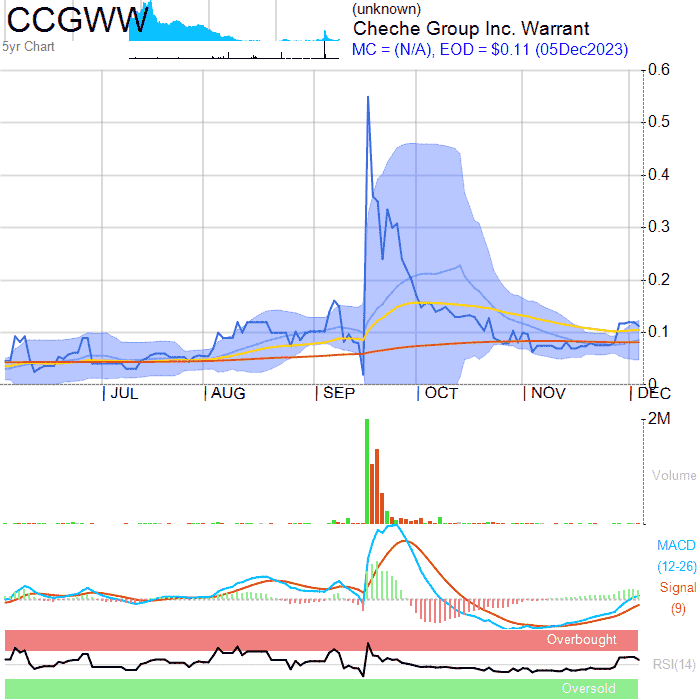 CCGWW
(unknown)
5yr Chart
Cheche Group Inc. Warrant
MC = (N/A), EOD = $0.11 (05Dec2023)
0.6
0.5
0.4
0.3
0.2
0.1
0
JUL AUG SEP OCT NOV DEC
2M
Volume
MACD
(12-26)
Signal
(9)
Overbought
RSI(14)
Oversold